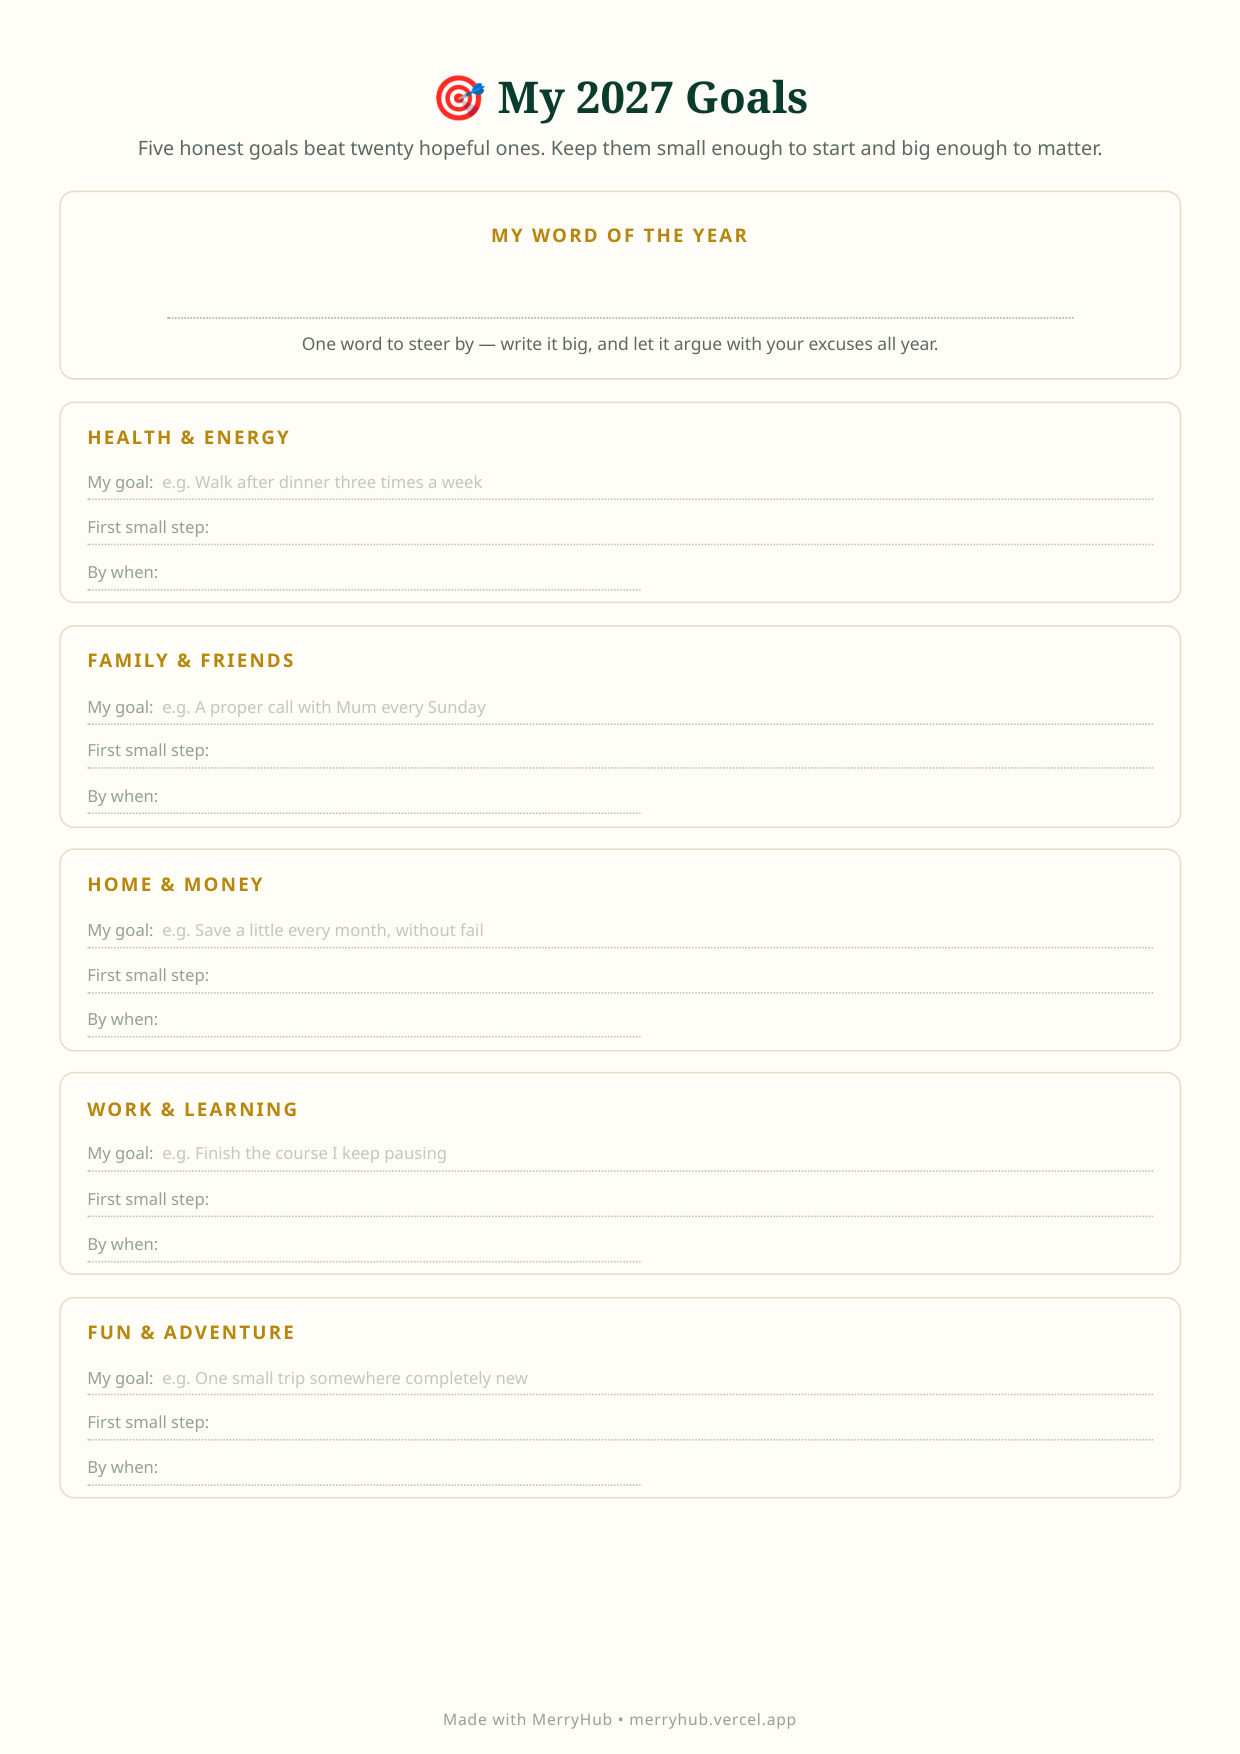 🎯 My 2027 Goals
Five honest goals beat twenty hopeful ones. Keep them small enough to start and big enough to matter.
MY WORD OF THE YEAR
One word to steer by — write it big, and let it argue with your excuses all year.
HEALTH & ENERGY
My goal: e.g. Walk after dinner three times a week
First small step:
By when:
FAMILY & FRIENDS
My goal: e.g. A proper call with Mum every Sunday
First small step:
By when:
HOME & MONEY
My goal: e.g. Save a little every month, without fail
First small step:
By when:
WORK & LEARNING
My goal: e.g. Finish the course I keep pausing
First small step:
By when:
FUN & ADVENTURE
My goal: e.g. One small trip somewhere completely new
First small step:
By when:
Made with MerryHub • merryhub.vercel.app